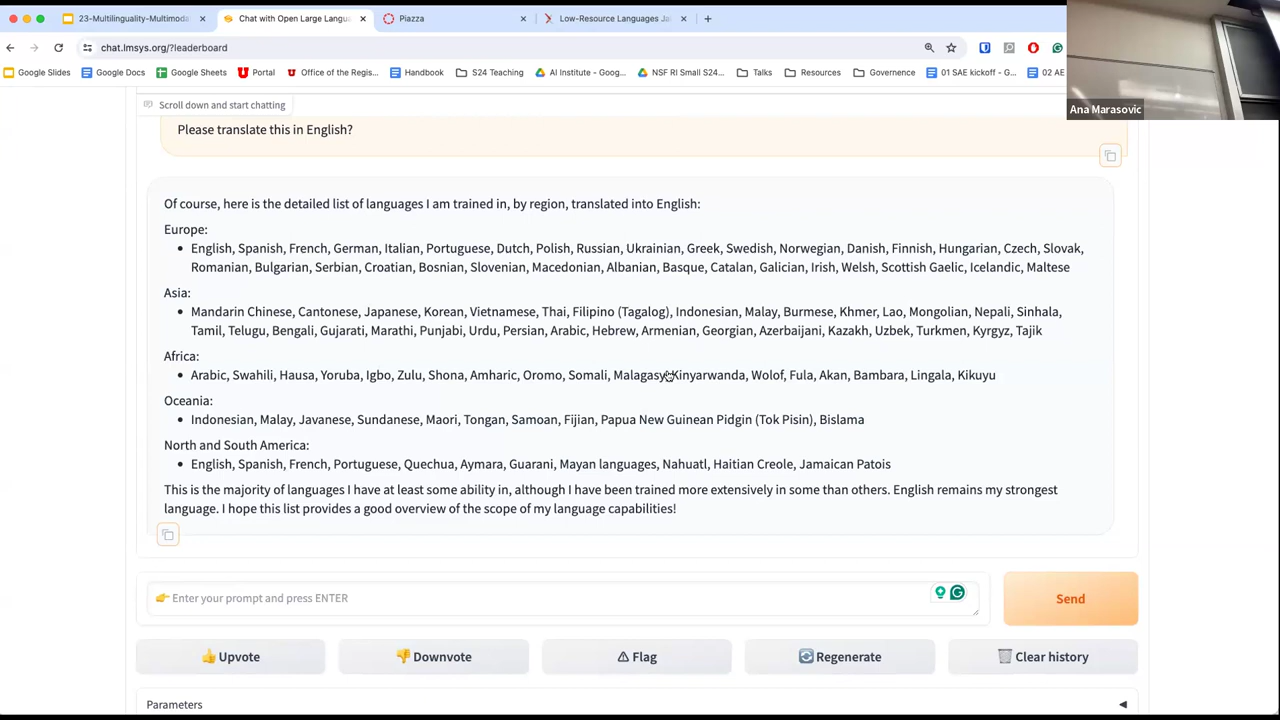 23-Multilinguality-Multimoda
Chat with Open Large Langu
Piazza
Low-Resource Languages Ja
chat.lmsys.org/?leaderboard
Google Slides
Google Docs
Google Sheets
Portal
Office of the Regis...
Handbook
S24 Teaching
AI Institute - Goog...
NSF RI Small S24...
Talks
Resources
Governence
01 SAE kickoff - G...
02 AE
Ana Marasovic
Scroll down and start chatting
Please translate this in English?
Of course, here is the detailed list of languages I am trained in, by region, translated into English:
Europe:
English, Spanish, French, German, Italian, Portuguese, Dutch, Polish, Russian, Ukrainian, Greek, Swedish, Norwegian, Danish, Finnish, Hungarian, Czech, Slovak,
Romanian, Bulgarian, Serbian, Croatian, Bosnian, Slovenian, Macedonian, Albanian, Basque, Catalan, Galician, Irish, Welsh, Scottish Gaelic, Icelandic, Maltese
Asia:
Mandarin Chinese, Cantonese, Japanese, Korean, Vietnamese, Thai, Filipino (Tagalog), Indonesian, Malay, Burmese, Khmer, Lao, Mongolian, Nepali, Sinhala,
Tamil, Telugu, Bengali, Gujarati, Marathi, Punjabi, Urdu, Persian, Arabic, Hebrew, Armenian, Georgian, Azerbaijani, Kazakh, Uzbek, Turkmen, Kyrgyz, Tajik
Africa:
Arabic, Swahili, Hausa, Yoruba, Igbo, Zulu, Shona, Amharic, Oromo, Somali, Malagasy, Kinyarwanda, Wolof, Fula, Akan, Bambara, Lingala, Kikuyu
Oceania:
Indonesian, Malay, Javanese, Sundanese, Maori, Tongan, Samoan, Fijian, Papua New Guinean Pidgin (Tok Pisin), Bislama
North and South America:
English, Spanish, French, Portuguese, Quechua, Aymara, Guarani, Mayan languages, Nahuatl, Haitian Creole, Jamaican Patois
This is the majority of languages I have at least some ability in, although I have been trained more extensively in some than others. English remains my strongest
language. I hope this list provides a good overview of the scope of my language capabilities!
Enter your prompt and press ENTER
Send
Upvote
Downvote
Flag
Regenerate
Clear history
Parameters